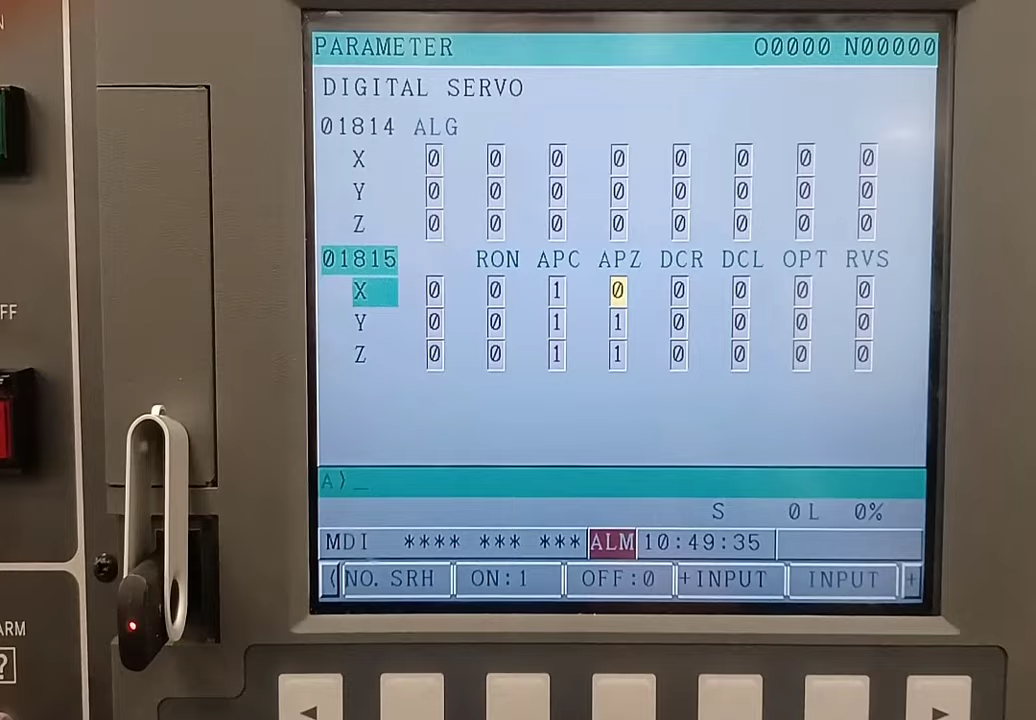 PARAMETER O0000 N00000
DIGITAL SERVO
01814 ALG
X 0 0 0 0 0 0 0 0
Y 0 0 0 0 0 0 0 0
Z 0 0 0 0 0 0 0 0
01815 RON APC APZ DCR DCL OPT RVS
X 0 0 1 0 0 0 0 0
Y 0 0 1 1 0 0 0 0
Z 0 0 1 1 0 0 0 0
A)_
S 0L 0%
MDI **** *** *** ALM 10:49:35
( NO. SRH ON:1 OFF:0 +INPUT INPUT +
FF
ARM
?